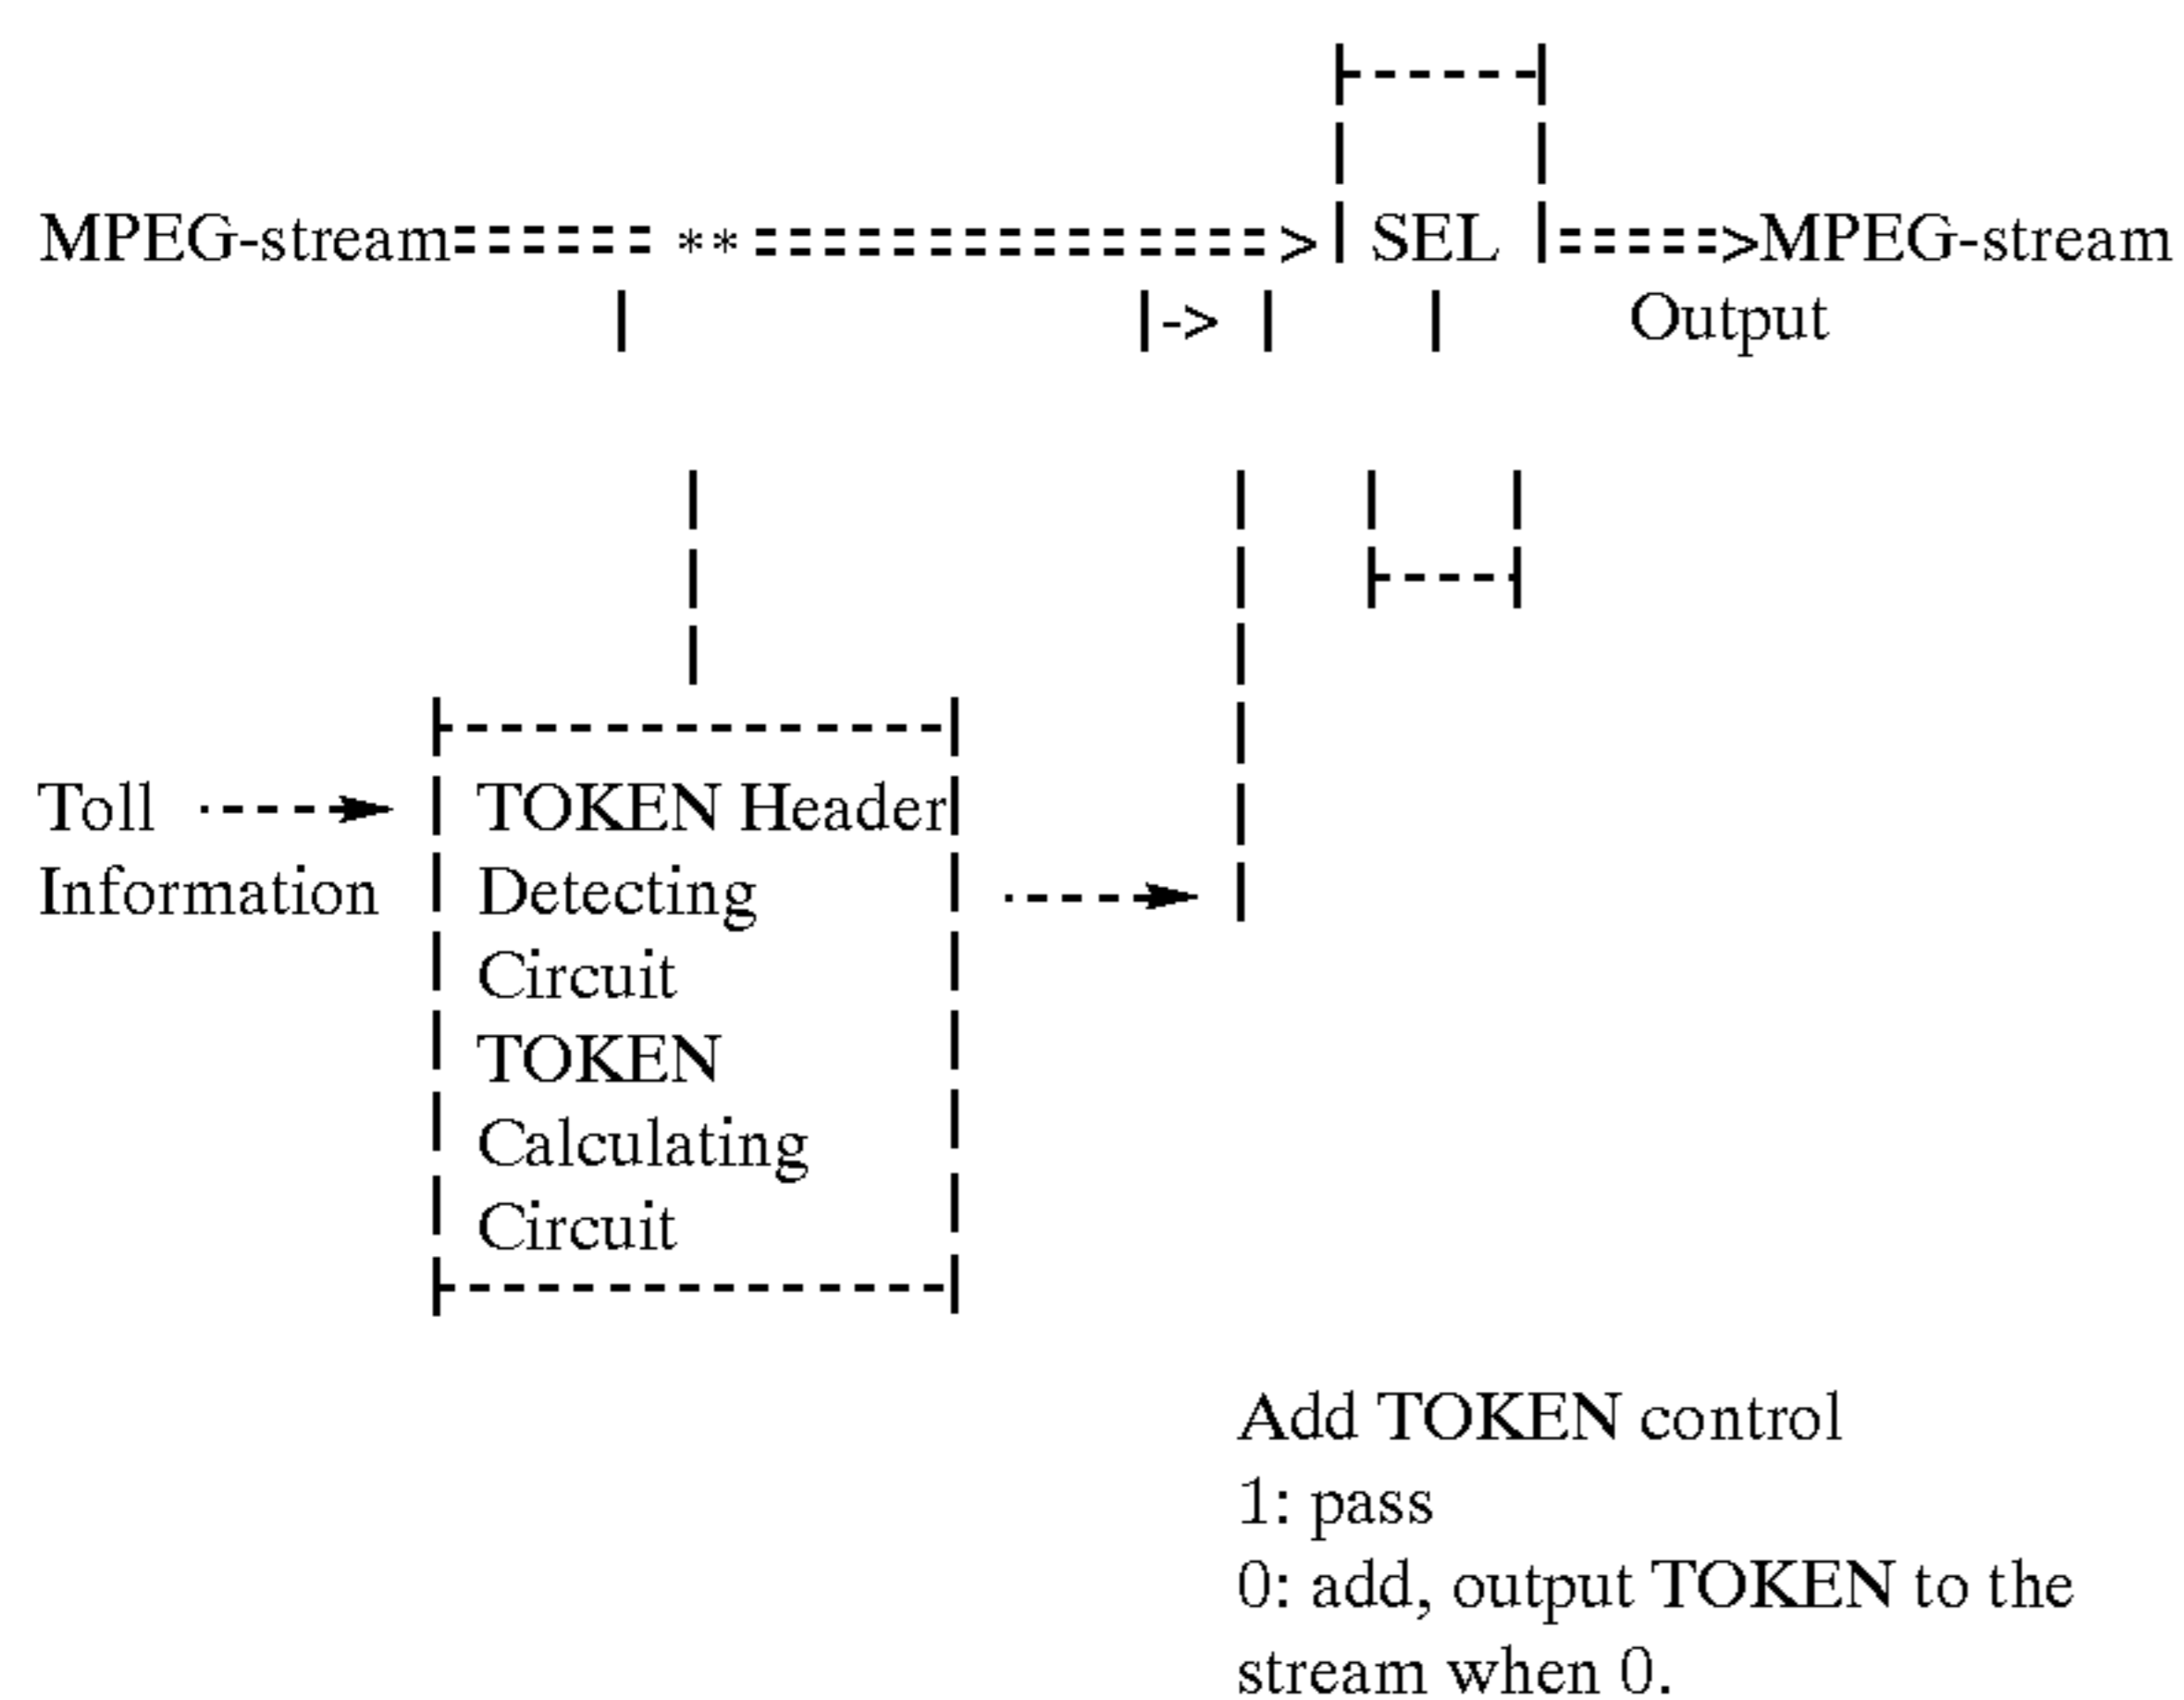 MPEG-stream====== ** ===============> | SEL |=====>MPEG-stream
Output
Toll
Information
TOKEN Header
Detecting
Circuit
TOKEN
Calculating
Circuit
Add TOKEN control
1: pass
0: add, output TOKEN to the
stream when 0.